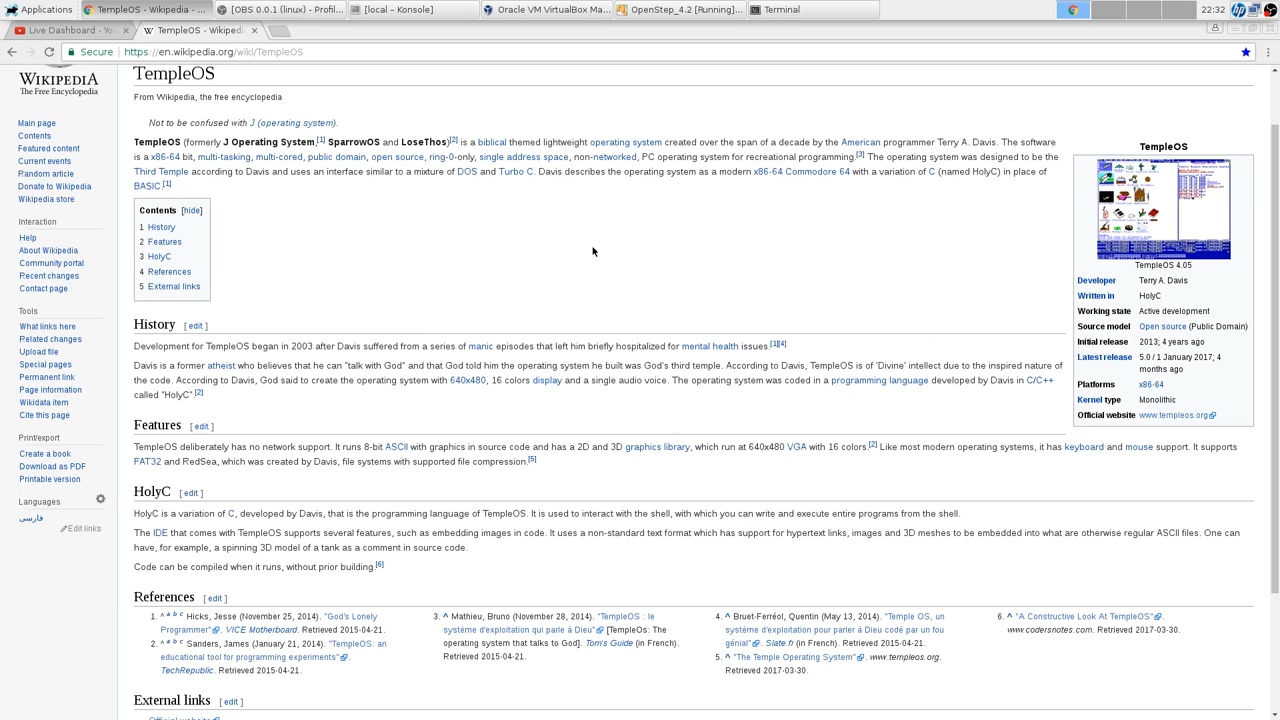 Applications
TempleOS - Wikipedia - ...
[OBS 0.0.1 (linux) - Profil...
[local - Konsole]
Oracle VM VirtualBox Ma...
OpenStep_4.2 [Running]...
Terminal
22:32
Live Dashboard - Yo
TempleOS - Wikipedi
Secure
https://en.wikipedia.org/wiki/TempleOS
WIKIPEDIA
The Free Encyclopedia
Main page
Contents
Featured content
Current events
Random article
Donate to Wikipedia
Wikipedia store
Interaction
Help
About Wikipedia
Community portal
Recent changes
Contact page
Tools
What links here
Related changes
Upload file
Special pages
Permanent link
Page information
Wikidata item
Cite this page
Print/export
Create a book
Download as PDF
Printable version
Languages
فارسی
Edit links
TempleOS
From Wikipedia, the free encyclopedia
Not to be confused with J (operating system).
TempleOS (formerly J Operating System,[1] SparrowOS and LoseThos)[2] is a biblical themed lightweight operating system created over the span of a decade by the American programmer Terry A. Davis. The software
is a x86-64 bit, multi-tasking, multi-cored, public domain, open source, ring-0-only, single address space, non-networked, PC operating system for recreational programming.[3] The operating system was designed to be the
Third Temple according to Davis and uses an interface similar to a Davis describes the operating system as a modern x86-64 Commodore 64 with a variation of C (named HolyC) in place of
BASIC.[1]
Contents [hide]
1 History
2 Features
3 HolyC
4 References
5 External links
TempleOS
TempleOS 4.05
Developer Terry A. Davis
Written in HolyC
Working state Active development
Source model Open source (Public Domain)
Initial release 2013; 4 years ago
Latest release 5.0 / 1 January 2017; 4
months ago
Platforms x86-64
Kernel type Monolithic
Official website www.templeos.org
History [ edit ]
Development for TempleOS began in 2003 after Davis suffered from a series of manic episodes that left him briefly hospitalized for mental health issues.[1][4]
Davis is a former atheist who believes that he can "talk with God" and that God told him the operating system he built was God's third temple. According to Davis, TempleOS is of 'Divine' intellect due to the inspired nature of
the code. According to Davis, God said to create the operating system with 640x480, 16 colors display and a single audio voice. The operating system was coded in a programming language developed by Davis in C/C++
called "HolyC".[2]
Features [ edit ]
TempleOS deliberately has no network support. It runs 8-bit ASCII with graphics in source code and has a 2D and 3D graphics library, which run at 640x480 VGA with 16 colors.[2] Like most modern operating systems, it has keyboard and mouse support. It supports
FAT32 and RedSea, which was created by Davis, file systems with supported file compression.[5]
HolyC [ edit ]
HolyC is a variation of C, developed by Davis, that is the programming language of TempleOS. It is used to interact with the shell, with which you can write and execute entire programs from the shell.
The IDE that comes with TempleOS supports several features, such as embedding images in code. It uses a non-standard text format which has support for hypertext links, images and 3D meshes to be embedded into what are otherwise regular ASCII files. One can
have, for example, a spinning 3D model of a tank as a comment in source code.
Code can be compiled when it runs, without prior building.[6]
References [ edit ]
1. ^ a b c Hicks, Jesse (November 25, 2014). "God's Lonely
Programmer". VICE Motherboard. Retrieved 2015-04-21.
2. ^ a b c Sanders, James (January 21, 2014). "TempleOS: an
educational tool for programming experiments".
TechRepublic. Retrieved 2015-04-21.
3. ^ Mathieu, Bruno (November 28, 2014). "TempleOS : le
système d'exploitation qui parle à Dieu" [TempleOS: The
operating system that talks to God]. Tom's Guide (in French).
Retrieved 2015-04-21.
4. ^ Bruet-Ferréol, Quentin (May 13, 2014). "Temple OS, un
système d'exploitation pour parler à Dieu codé par un fou
génial". Slate.fr (in French). Retrieved 2015-04-21.
5. ^ "The Temple Operating System". www.templeos.org.
Retrieved 2017-03-30.
6. ^ "A Constructive Look At TempleOS".
www.codersnotes.com. Retrieved 2017-03-30.
External links [ edit ]
Official website